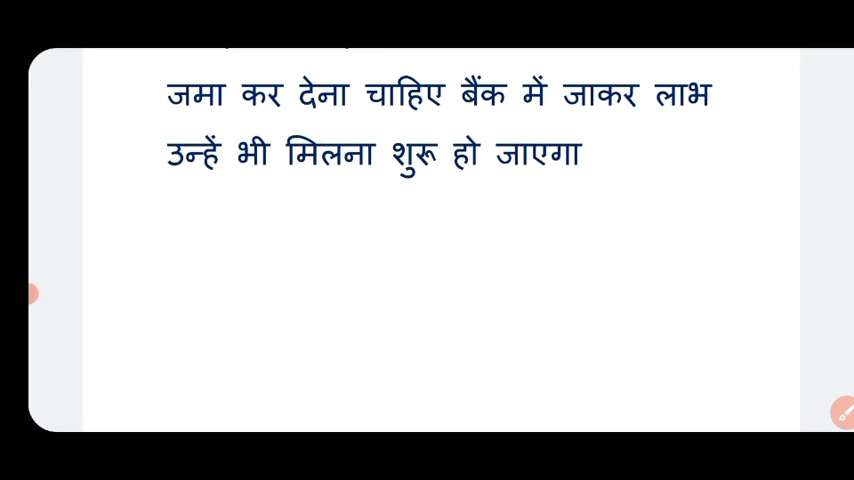 जमा कर देना चाहिए बैंक में जाकर लाभ
उन्हें भी मिलना शुरू हो जाएगा